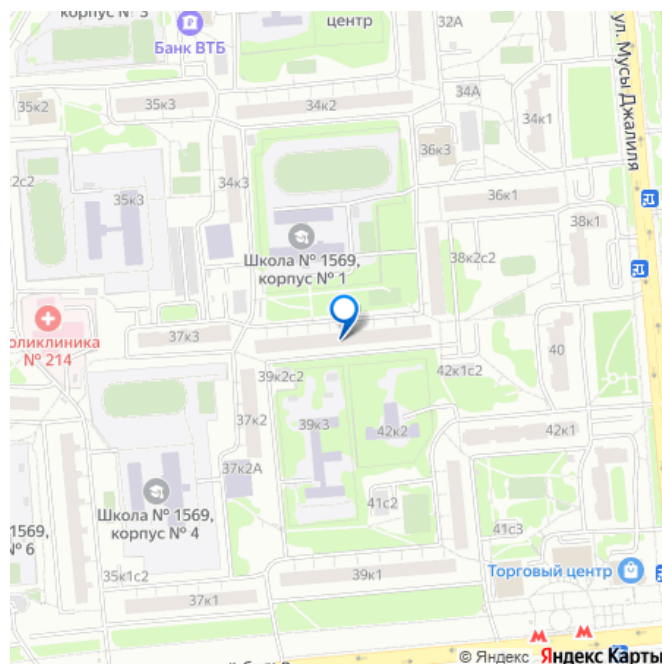 корпус № 3
Банк ВТБ
центр
32А
ул. Мусы Джалиля
35к2
35к3
34к2
34А
34к1
36к3
2с2
35к3
34к3
36к1
38к1
Школа № 1569,
корпус № 1
38к2с2
оликлиника
№ 214
37к3
40
39к2с2
42к1с2
37к2
39к3
42к2
42к1
37к2А
41с2
Школа № 1569,
корпус № 4
1569,
№ 6
41с3
35к1с2
39к1
Торговый центр
37к1
© Яндекс Яндекс Карты